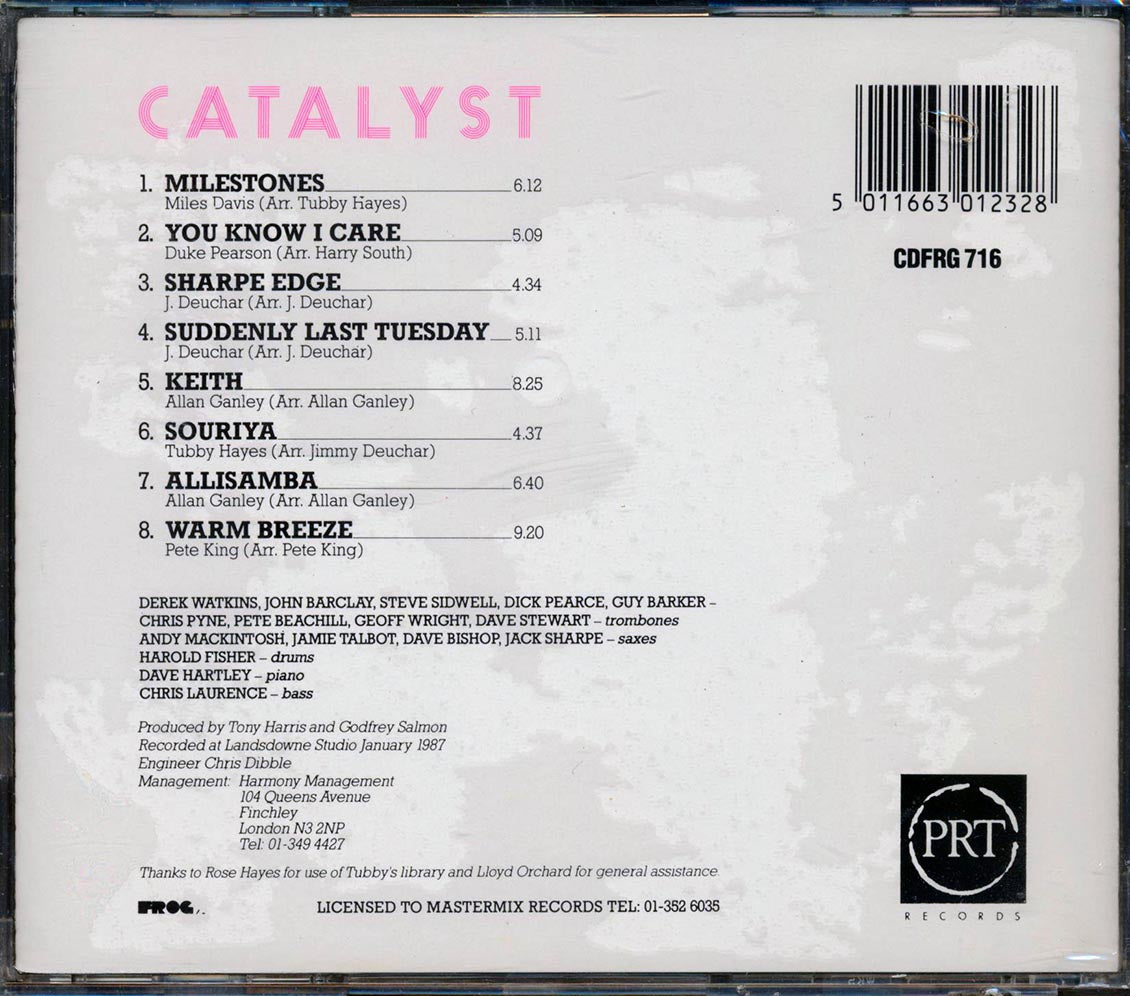 CATALYST
1. MILESTONES 6.12
Miles Davis (Arr. Tubby Hayes)
2. YOU KNOW I CARE 5.09
Duke Pearson (Arr. Harry South)
3. SHARPE EDGE 4.34
J. Deuchar (Arr. J. Deuchar)
4. SUDDENLY LAST TUESDAY 5.11
J. Deuchar (Arr. J. Deuchar)
5. KEITH 8.25
Allan Ganley (Arr. Allan Ganley)
6. SOURIYA 4.37
Tubby Hayes (Arr. Jimmy Deuchar)
7. ALLISAMBA 6.40
Allan Ganley (Arr. Allan Ganley)
8. WARM BREEZE 9.20
Pete King (Arr. Pete King)
DEREK WATKINS, JOHN BARCLAY, STEVE SIDWELL, DICK PEARCE, GUY BARKER –
CHRIS PYNE, PETE BEACHILL, GEOFF WRIGHT, DAVE STEWART – trombones
ANDY MACKINTOSH, JAMIE TALBOT, DAVE BISHOP, JACK SHARPE – saxes
HAROLD FISHER – drums
DAVE HARTLEY – piano
CHRIS LAURENCE – bass
Produced by Tony Harris and Godfrey Salmon
Recorded at Landsdowne Studio January 1987
Engineer Chris Dibble
Management: Harmony Management
104 Queens Avenue
Finchley
London N3 2NP
Tel: 01-349 4427
Thanks to Rose Hayes for use of Tubby's library and Lloyd Orchard for general assistance.
FROG
LICENSED TO MASTERMIX RECORDS TEL: 01-352 6035
5 011663 012328
CDFRG 716
PRT
RECORDS